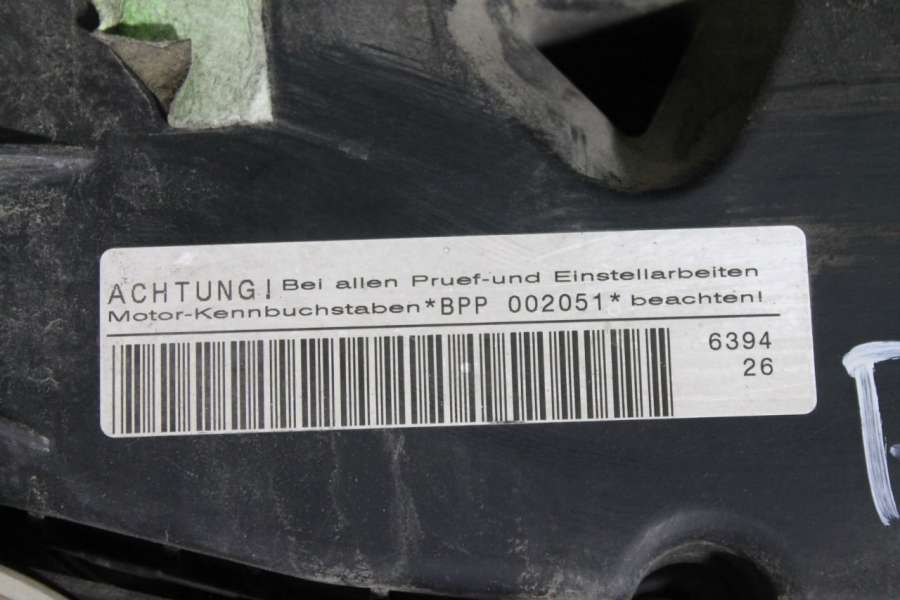 ACHTUNG! Bei allen Pruef-und Einstellarbeiten
Motor-Kennbuchstaben *BPP 002051* beachten!
6394
26